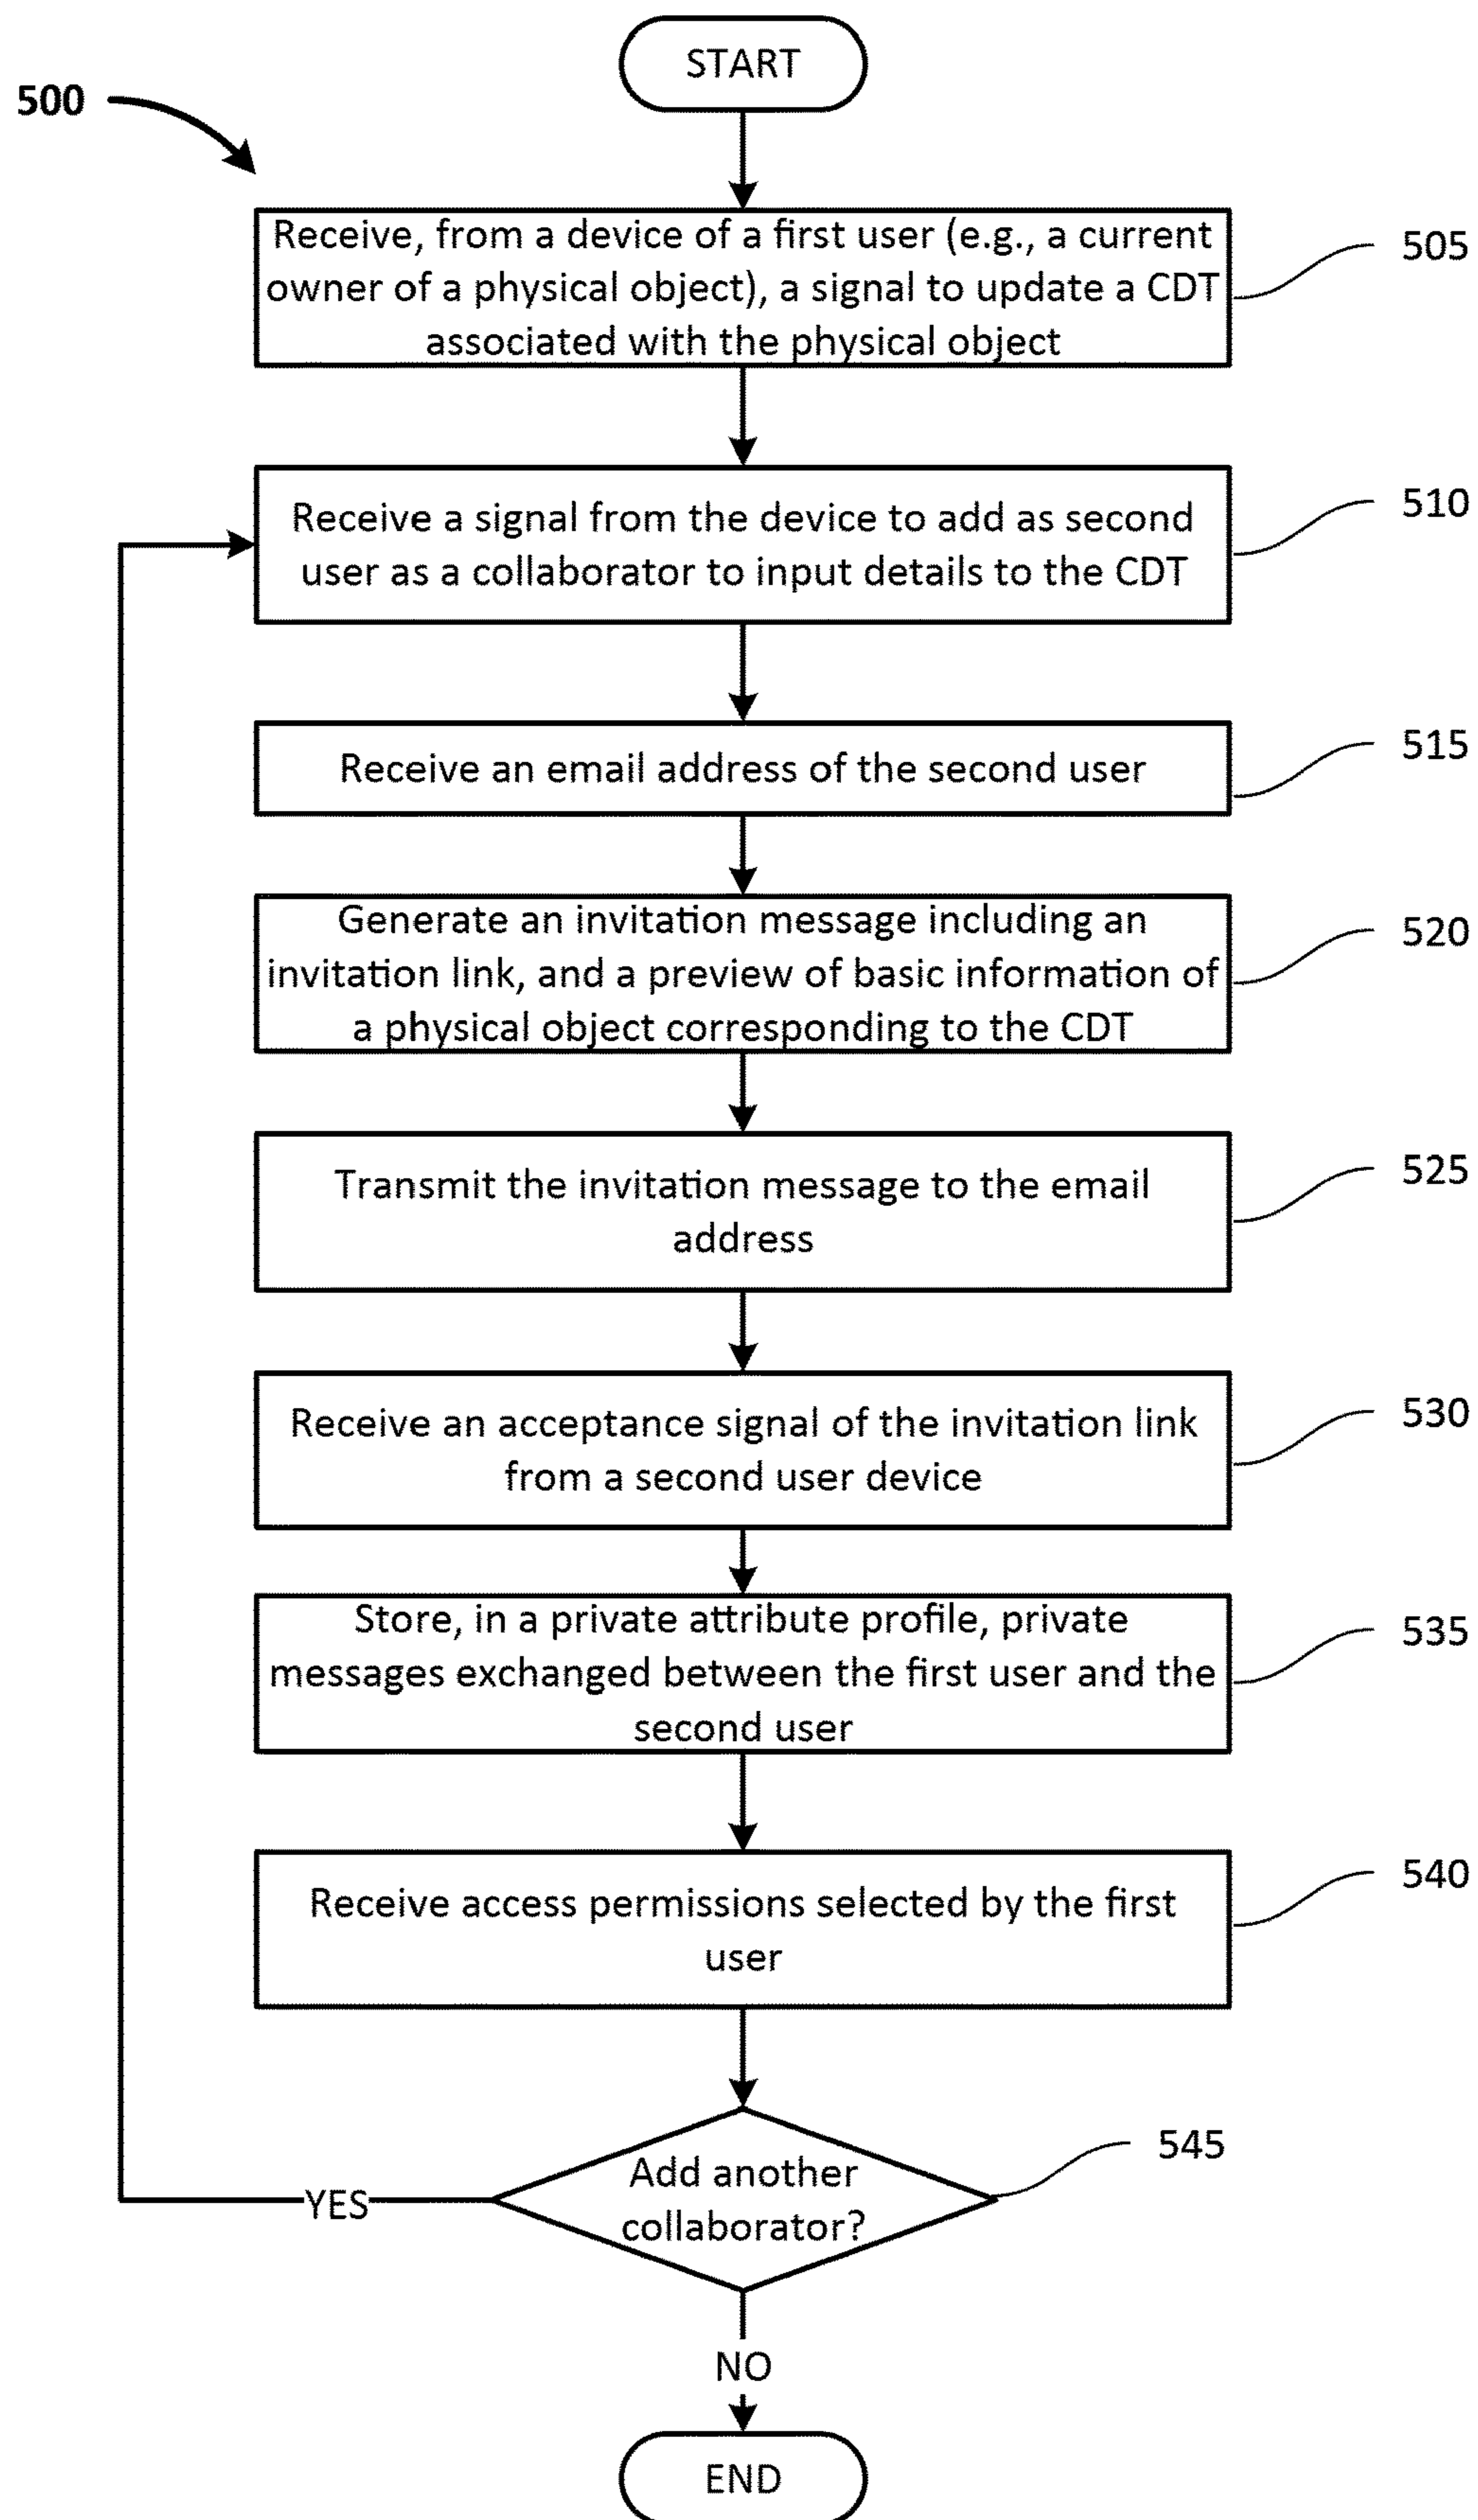 START
500
Receive, from a device of a first user (e.g., a current
owner of a physical object), a signal to update a CDT
associated with the physical object
505
Receive a signal from the device to add as second
user as a collaborator to input details to the CDT
510
Receive an email address of the second user
515
Generate an invitation message including an
invitation link, and a preview of basic information of
a physical object corresponding to the CDT
520
Transmit the invitation message to the email
address
525
Receive an acceptance signal of the invitation link
from a second user device
530
Store, in a private attribute profile, private
messages exchanged between the first user and the
second user
535
Receive access permissions selected by the first
user
540
Add another
collaborator?
545
YES
NO
END